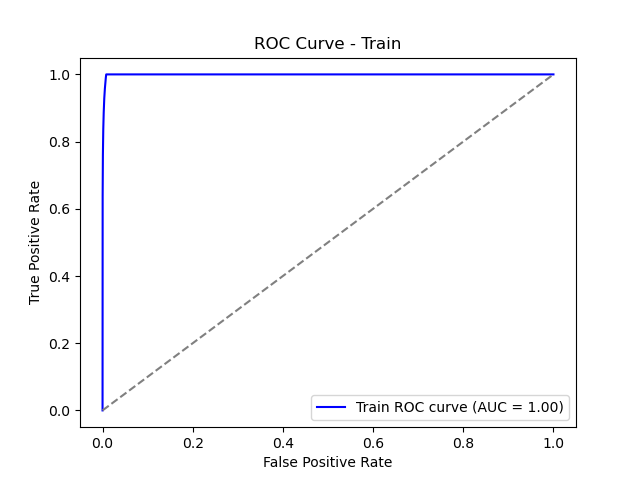 ROC Curve - Train
True Positive Rate
1.0
0.8
0.6
0.4
0.2
0.0
Train ROC curve (AUC = 1.00)
0.0 0.2 0.4 0.6 0.8 1.0
False Positive Rate